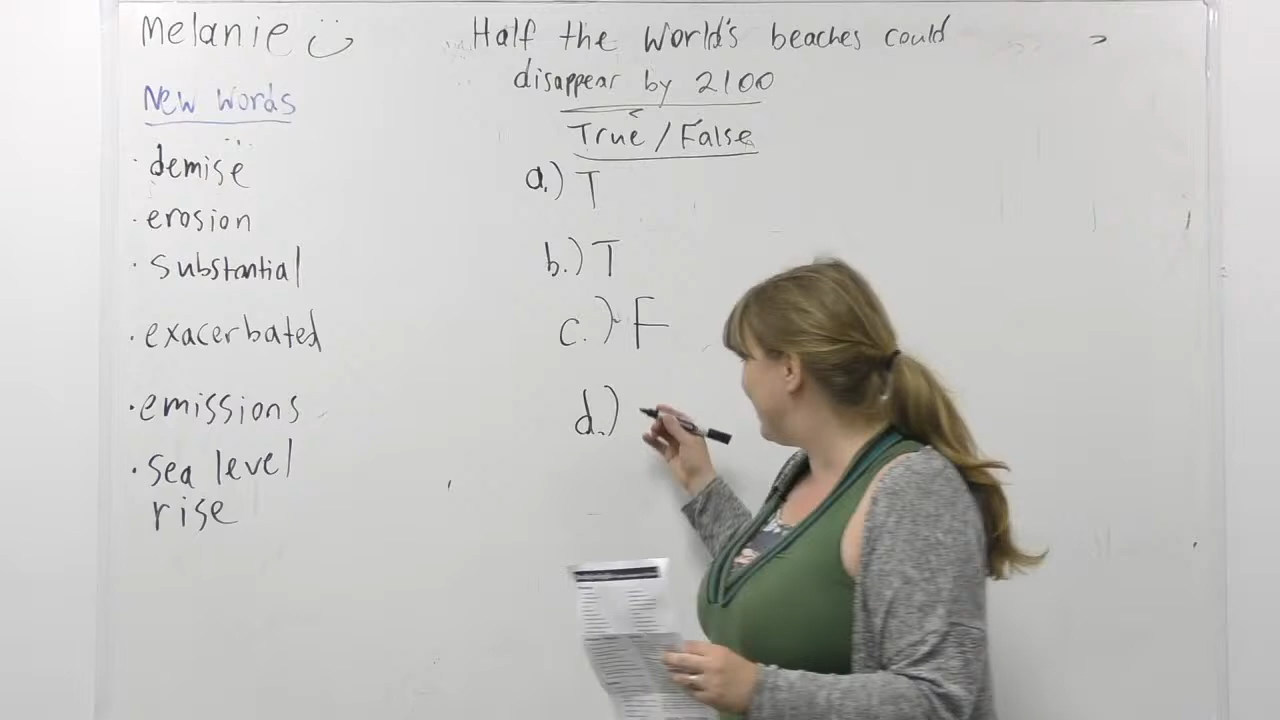 Melanie
New words
· demise
· erosion
· substantial
· exacerbated
· emissions
· sea level
rise
Half the world's beaches could
disappear by 2100
True / False
a.) T
b.) T
c.) F
d.)